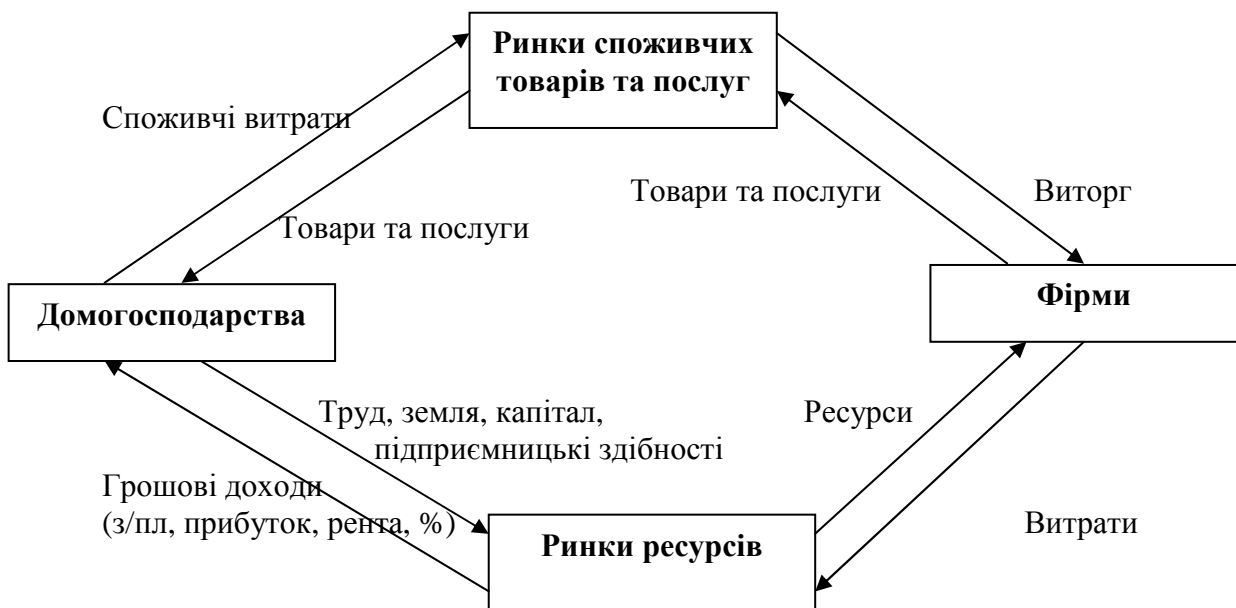 Ринки споживчих
товарів та послуг
Споживчі витрати
Товари та послуги
Виторг
Товари та послуги
Домогосподарства
Фірми
Труд, земля, капітал,
підприємницькі здібності
Ресурси
Грошові доходи
(з/пл, прибуток, рента, %)
Витрати
Ринки ресурсів